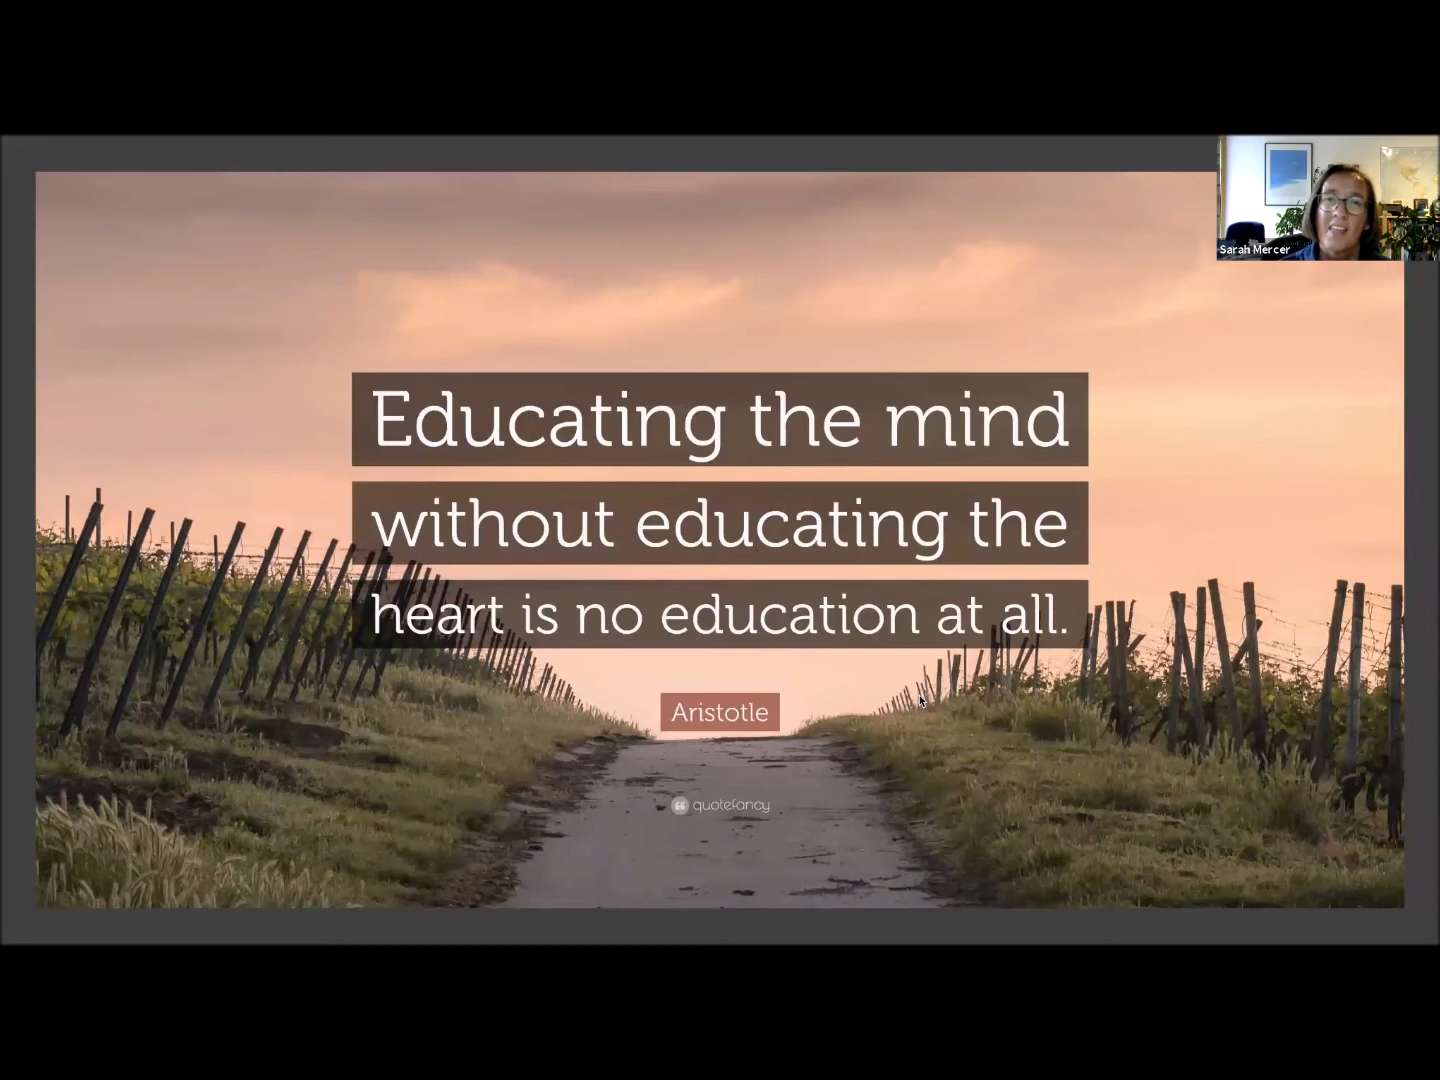 Sarah Mercer
Educating the mind
without educating the
heart is no education at all.
Aristotle
quotefancy